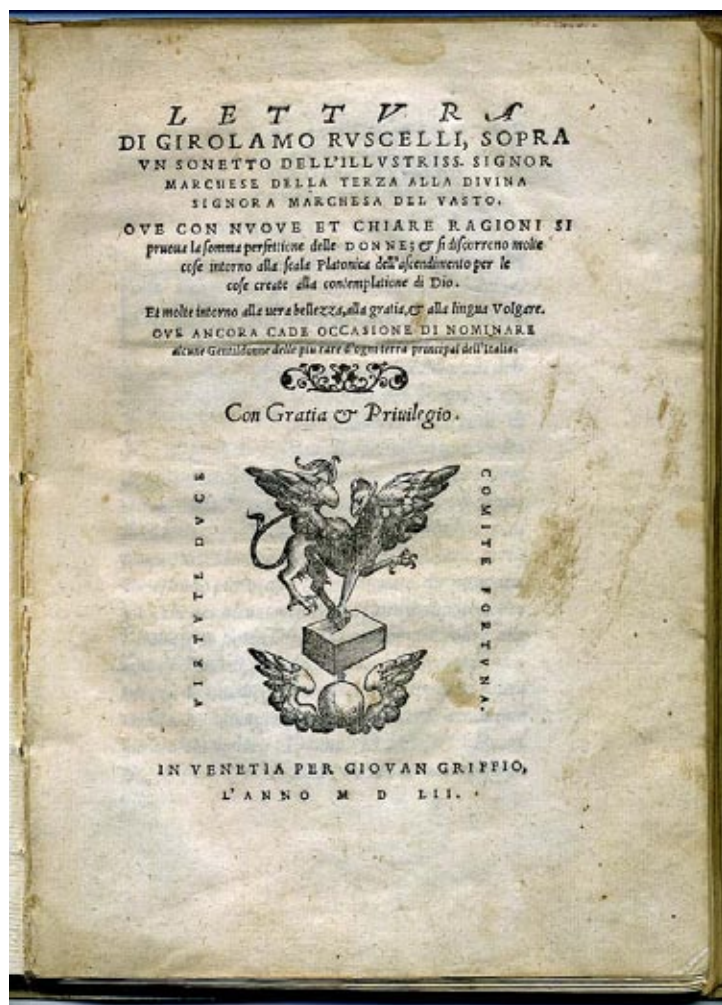 LETTVRA
DI GIROLAMO RVSCELLI, SOPRA
VN SONETTO DELL'ILLVSTRISS. SIGNOR
MARCHESE DELLA TERZA ALLA DIVINA
SIGNORA MARCHESA DEL VASTO.
OVE CON NVOVE ET CHIARE RAGIONI SI
pruoua la somma perfettione delle DONNE; & si discorrono molte
cose intorno alla scala Platonica dell'ascendimento per le
cose create alla contemplatione di Dio.
Et molte intorno alla uera bellezza, alla gratia, & alla lingua Volgare.
OVE ANCORA CADE OCCASIONE DI NOMINARE
alcune Gentildonne delle piu rare d'ogni terra principal dell'Italia.
Con Gratia & Priuilegio.
VIRTVTE DVCE
COMITE FORTVNA.
IN VENETIA PER GIOVAN GRIFFIO,
L'ANNO M D LII.